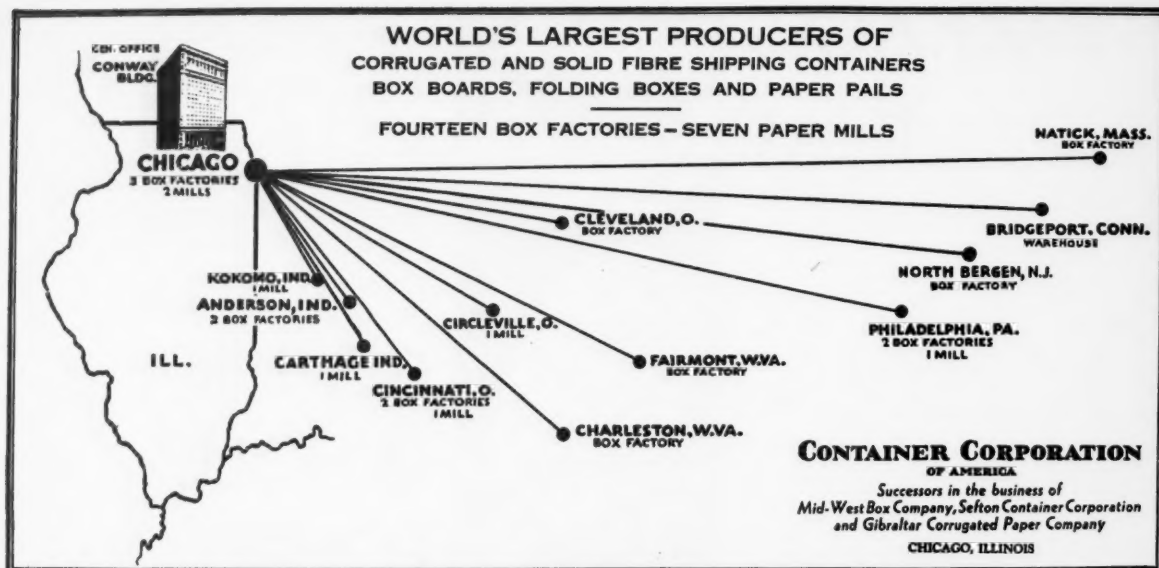 GEN. OFFICE
CONWAY
BLDG.
WORLD'S LARGEST PRODUCERS OF
CORRUGATED AND SOLID FIBRE SHIPPING CONTAINERS
BOX BOARDS, FOLDING BOXES AND PAPER PAILS
FOURTEEN BOX FACTORIES – SEVEN PAPER MILLS
CHICAGO
3 BOX FACTORIES
2 MILLS
NATICK, MASS.
BOX FACTORY
CLEVELAND, O.
BOX FACTORY
BRIDGEPORT, CONN.
WAREHOUSE
NORTH BERGEN, N.J.
BOX FACTORY
KOKOMO, IND.
1 MILL
ANDERSON, IND.
2 BOX FACTORIES
CIRCLEVILLE, O.
1 MILL
PHILADELPHIA, PA.
2 BOX FACTORIES
1 MILL
ILL.
CARTHAGE IND.
1 MILL
FAIRMONT, W.VA.
BOX FACTORY
CINCINNATI, O.
2 BOX FACTORIES
1 MILL
CHARLESTON, W.VA.
BOX FACTORY
CONTAINER CORPORATION
OF AMERICA
Successors in the business of
Mid-West Box Company, Sefton Container Corporation
and Gibraltar Corrugated Paper Company
CHICAGO, ILLINOIS